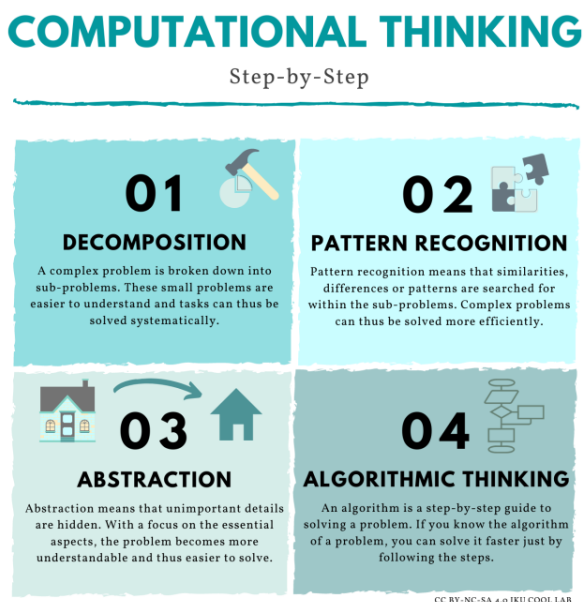 COMPUTATIONAL THINKING
Step-by-Step
01
DECOMPOSITION
A complex problem is broken down into
sub-problems. These small problems are
easier to understand and tasks can thus be
solved systematically.
02
PATTERN RECOGNITION
Pattern recognition means that similarities,
differences or patterns are searched for
within the sub-problems. Complex problems
can thus be solved more efficiently.
03
ABSTRACTION
Abstraction means that unimportant details
are hidden. With a focus on the essential
aspects, the problem becomes more
understandable and thus easier to solve.
04
ALGORITHMIC THINKING
An algorithm is a step-by-step guide to
solving a problem. If you know the algorithm
of a problem, you can solve it faster just by
following the steps.
CC BY-NC-SA 4.0 JKU COOL LAB